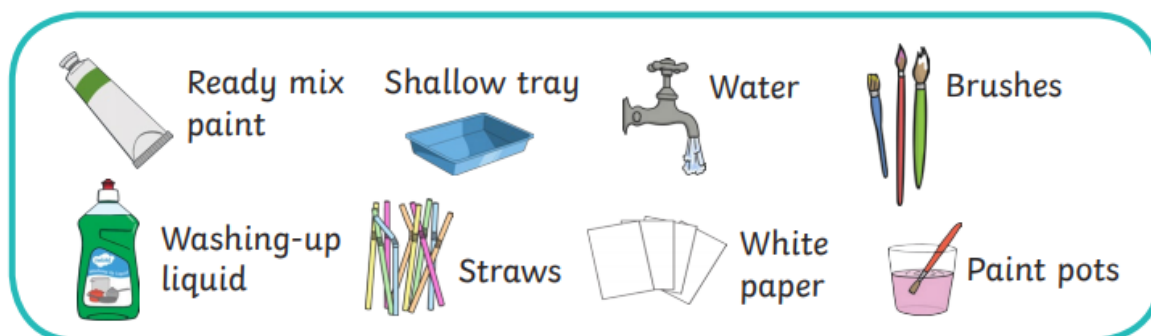 Ready mix
paint
Shallow tray
Water
Brushes
Washing-up
liquid
Straws
White
paper
Paint pots